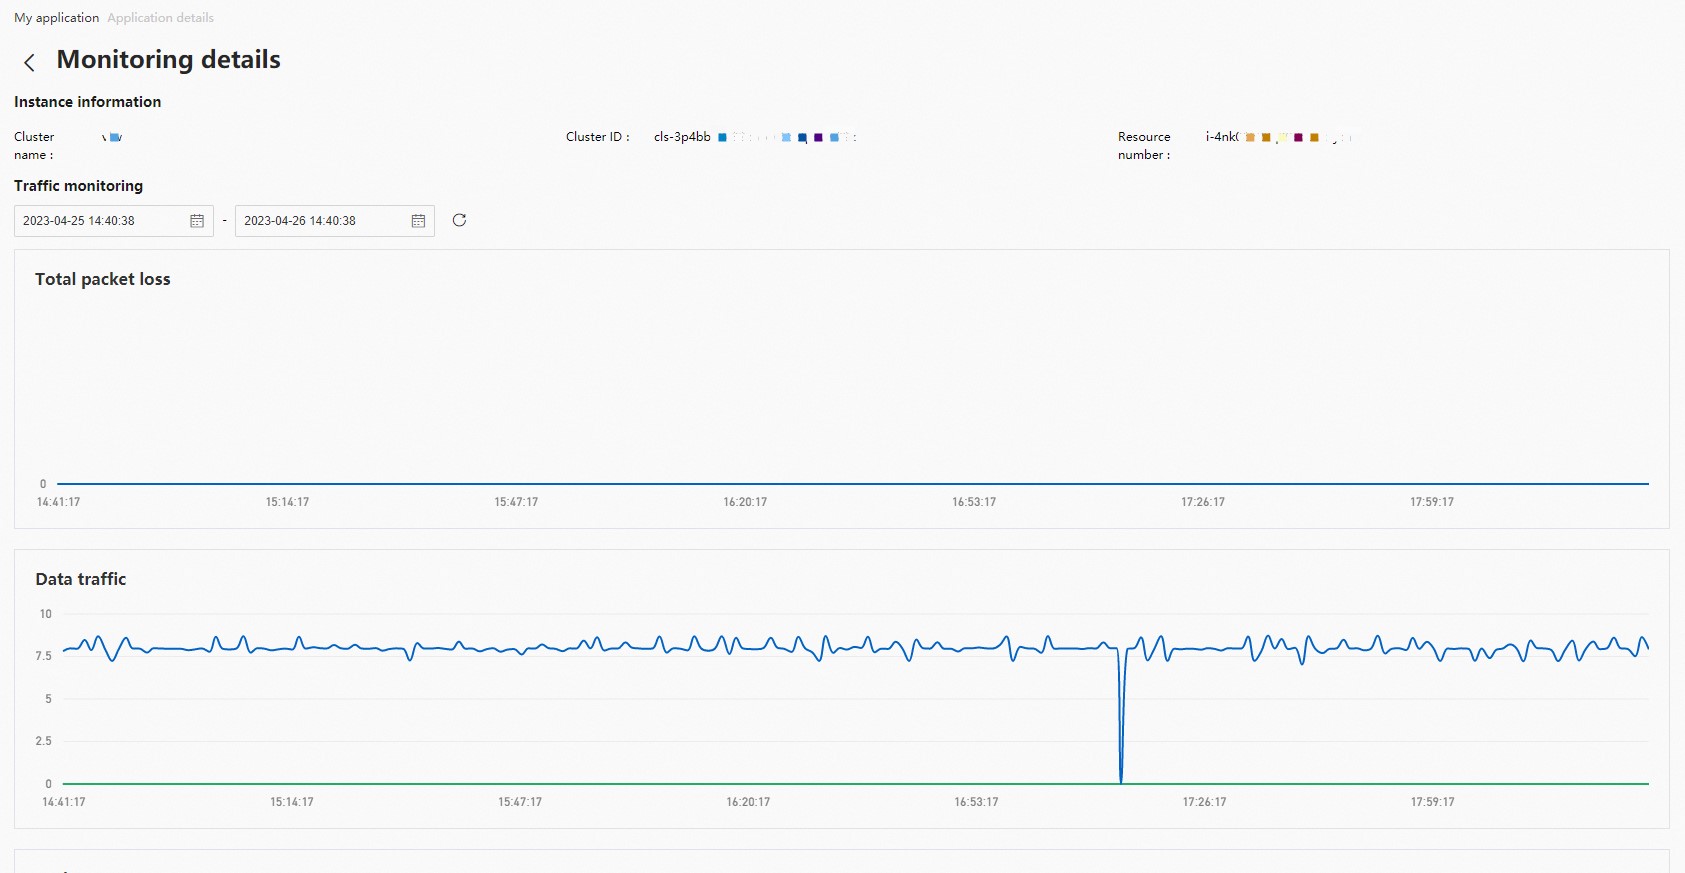 My application Application details
Monitoring details
Instance information
Cluster name :
Cluster ID : cls-3p4bb
Resource number : i-4nk
Traffic monitoring
2023-04-25 14:40:38 - 2023-04-26 14:40:38
Total packet loss
0
14:41:17 15:14:17 15:47:17 16:20:17 16:53:17 17:26:17 17:59:17
Data traffic
10
7.5
5
2.5
0
14:41:17 15:14:17 15:47:17 16:20:17 16:53:17 17:26:17 17:59:17